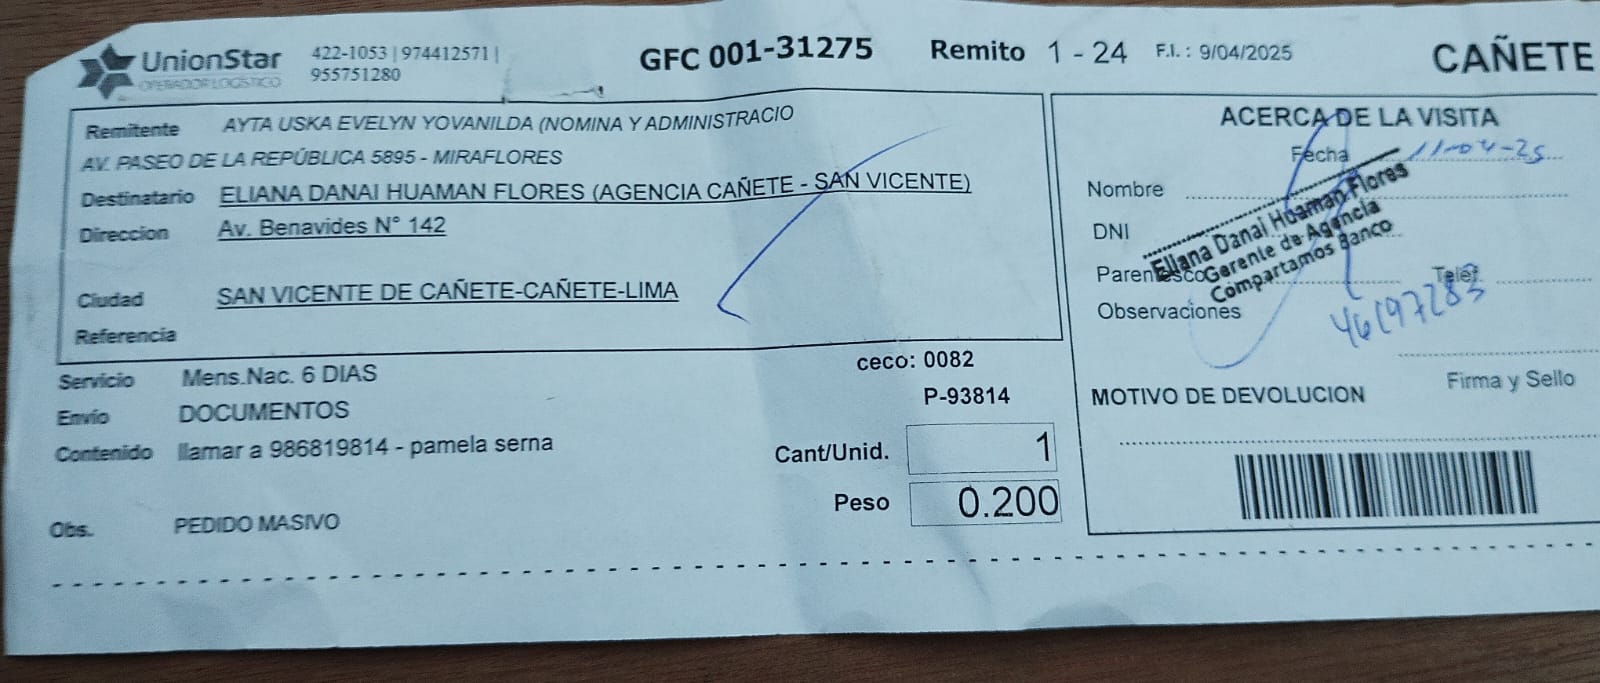 UnionStar
OPERADOR LOGISTICO
422-1053 | 974412571 |
955751280
GFC 001-31275
Remito 1 - 24
F.I. : 9/04/2025
CAÑETE
Remitente AYTA USKA EVELYN YOVANILDA (NOMINA Y ADMINISTRACIO
AV. PASEO DE LA REPÚBLICA 5895 - MIRAFLORES
Destinatario ELIANA DANAI HUAMAN FLORES (AGENCIA CAÑETE - SAN VICENTE)
Direccion Av. Benavides N° 142
Ciudad SAN VICENTE DE CAÑETE-CAÑETE-LIMA
Referencia
Servicio Mens.Nac. 6 DIAS
Envío DOCUMENTOS
Contenido llamar a 986819814 - pamela serna
Obs. PEDIDO MASIVO
ceco: 0082
P-93814
Cant/Unid. 1
Peso 0.200
ACERCA DE LA VISITA
Fecha 11-04-25
Nombre
DNI
Parentesco
Telef.
Observaciones
Eliana Danai Huaman Flores
Gerente de Agencia
Compartamos Banco
46197283
Firma y Sello
MOTIVO DE DEVOLUCION